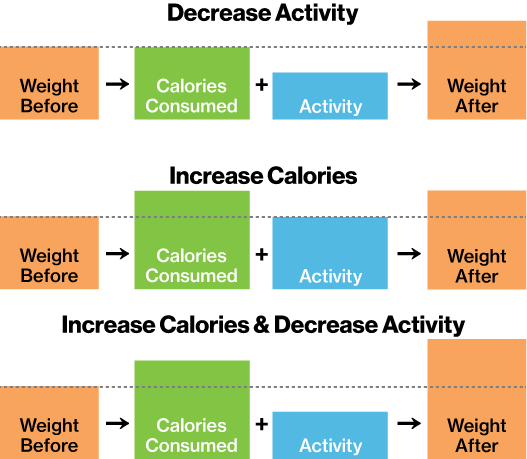 Decrease Activity
Weight Before
→
Calories Consumed
+
Activity
→
Weight After
Increase Calories
Weight Before
→
Calories Consumed
+
Activity
→
Weight After
Increase Calories & Decrease Activity
Weight Before
→
Calories Consumed
+
Activity
→
Weight After